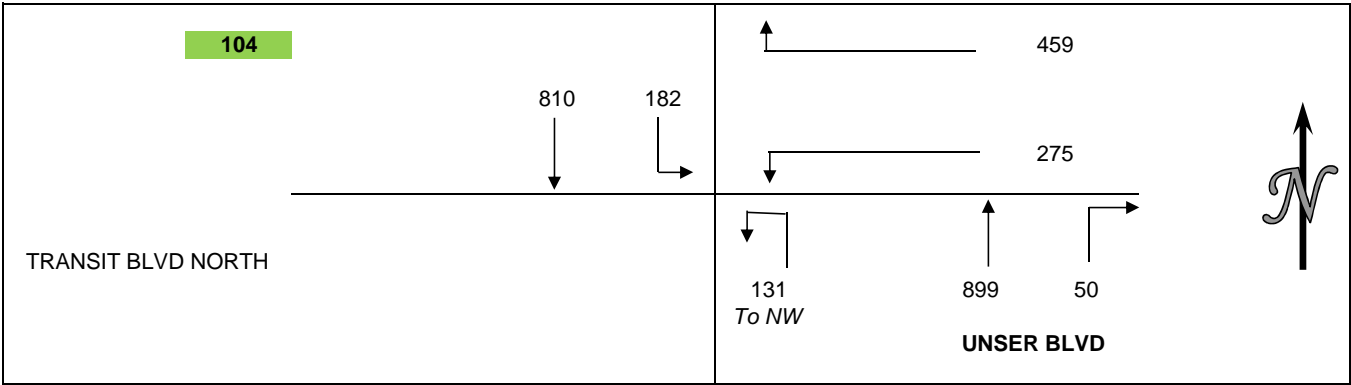 104
459
810 182
275
TRANSIT BLVD NORTH
131 899 50
To NW
UNSER BLVD
N